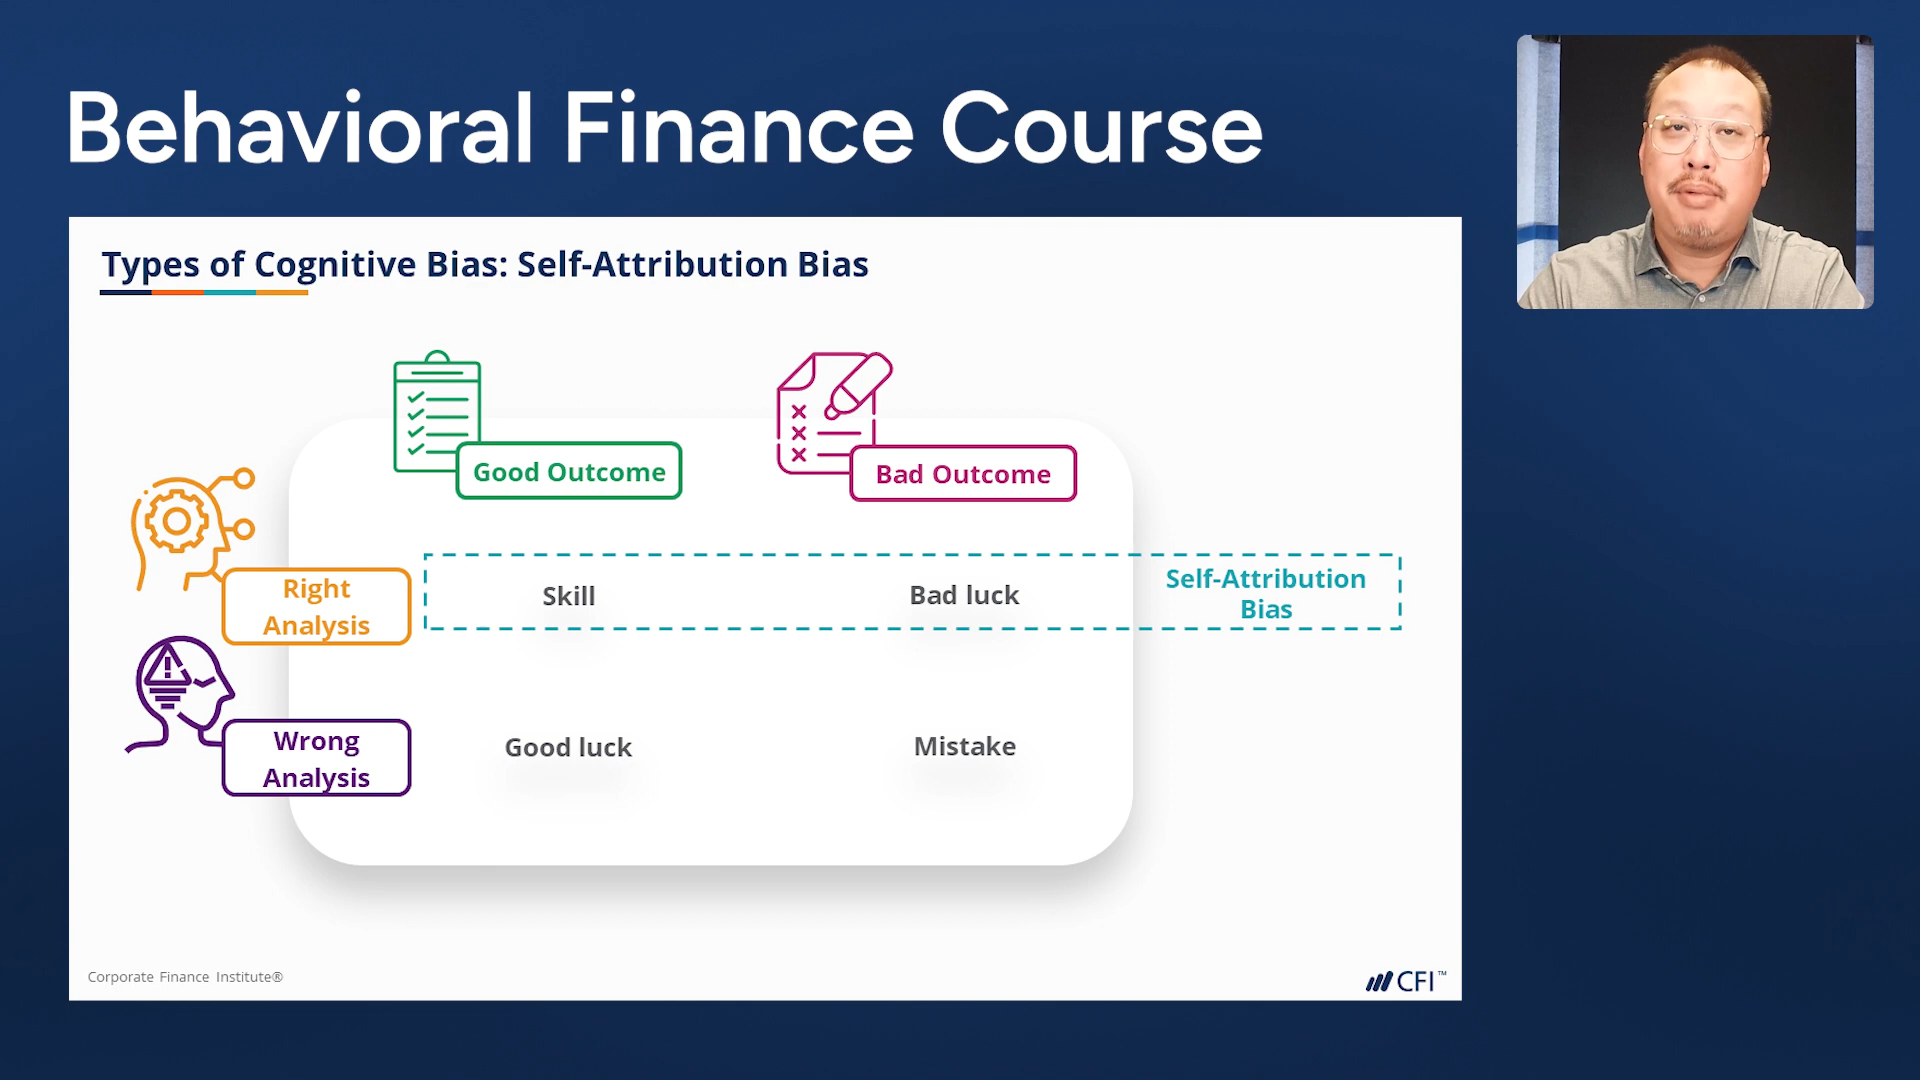 Behavioral Finance Course
Types of Cognitive Bias: Self-Attribution Bias
Good Outcome
Bad Outcome
Right
Analysis
Skill
Bad luck
Self-Attribution
Bias
Wrong
Analysis
Good luck
Mistake
Corporate Finance Institute®
CFI™